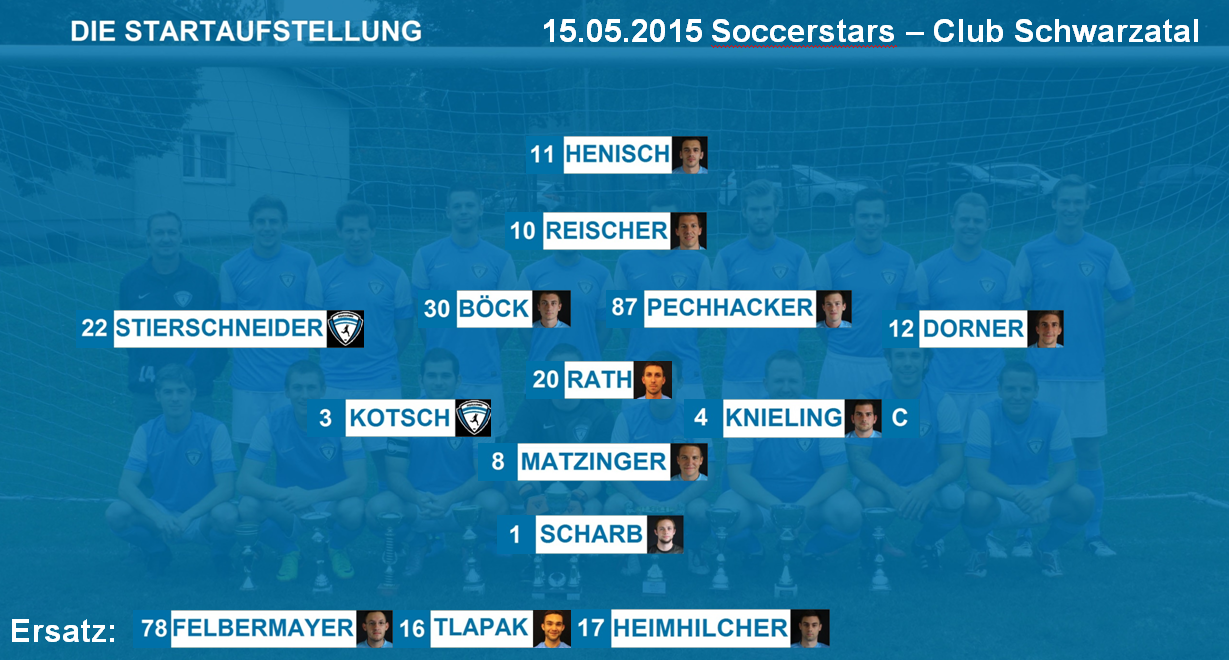 DIE STARTAUFSTELLUNG 15.05.2015 Soccerstars – Club Schwarzatal
11 HENISCH
10 REISCHER
30 BÖCK 87 PECHHACKER
22 STIERSCHNEIDER 12 DORNER
20 RATH
3 KOTSCH 4 KNIELING C
8 MATZINGER
1 SCHARB
Ersatz: 78 FELBERMAYER 16 TLAPAK 17 HEIMHILCHER